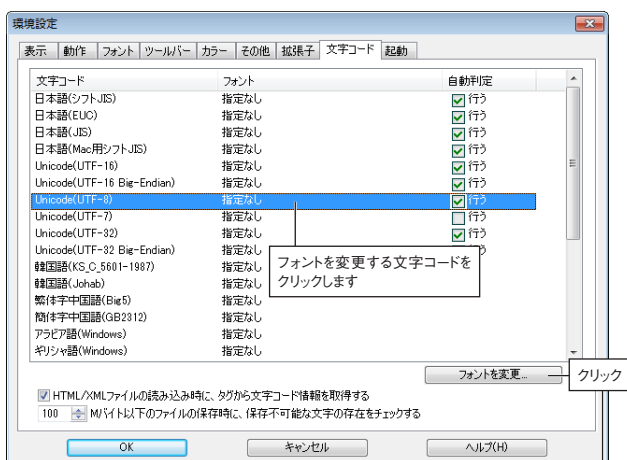 環境設定
表示 動作 フォント ツールバー カラー その他 拡張子 文字コード 起動
文字コード フォント 自動判定
日本語(シフトJIS) 指定なし 行う
日本語(EUC) 指定なし 行う
日本語(JIS) 指定なし 行う
日本語(Mac用シフトJIS) 指定なし 行う
Unicode(UTF-16) 指定なし 行う
Unicode(UTF-16 Big-Endian) 指定なし 行う
Unicode(UTF-8) 指定なし 行う
Unicode(UTF-7) 指定なし 行う
Unicode(UTF-32) 指定なし 行う
Unicode(UTF-32 Big-Endian) 指定なし 行う
韓国語(KS_C_5601-1987) 指定なし
韓国語(Johab) 指定なし
繁体字中国語(Big5) 指定なし
簡体字中国語(GB2312) 指定なし
アラビア語(Windows) 指定なし
ギリシャ語(Windows) 指定なし
フォントを変更する文字コードを
クリックします
フォントを変更... クリック
HTML/XMLファイルの読み込み時に、タグから文字コード情報を取得する
100 Mバイト以下のファイルの保存時に、保存不可能な文字の存在をチェックする
OK キャンセル ヘルプ(H)